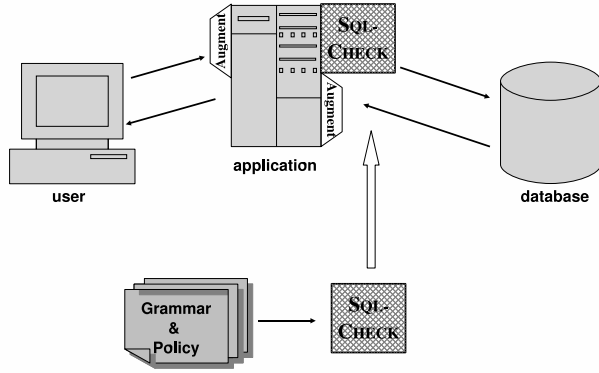 Augment
SQL-
CHECK
Augment
application
user
database
Grammar
&
Policy
SQL-
CHECK